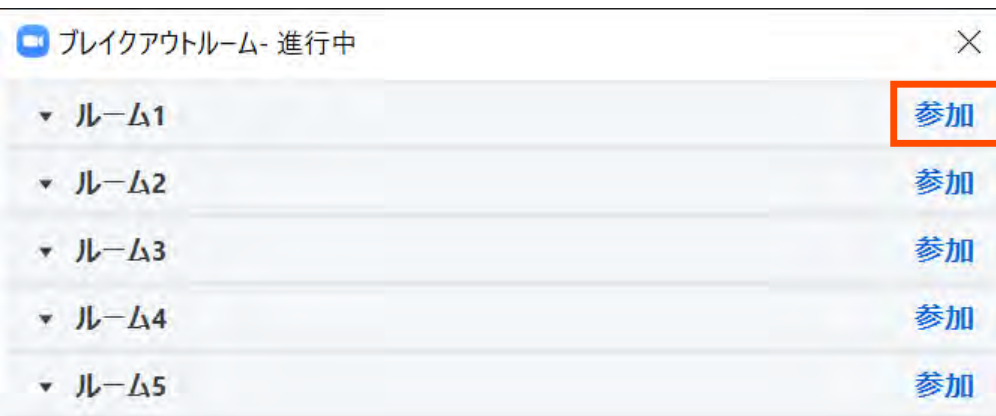 ブレイクアウトルーム- 進行中
ルーム1 参加
ルーム2 参加
ルーム3 参加
ルーム4 参加
ルーム5 参加